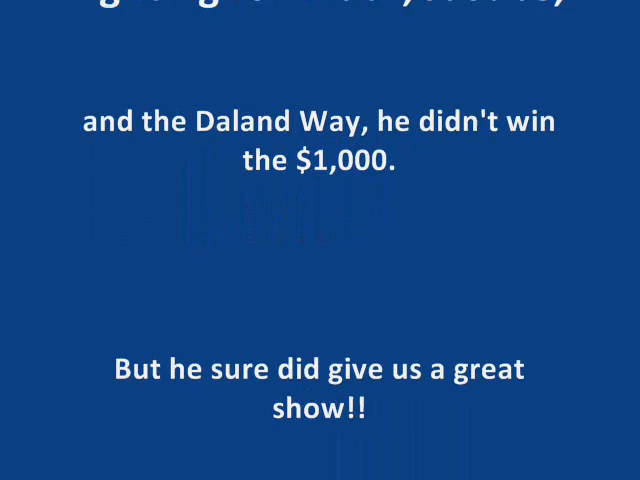 and the Daland Way, he didn't win
the $1,000.
But he sure did give us a great
show!!